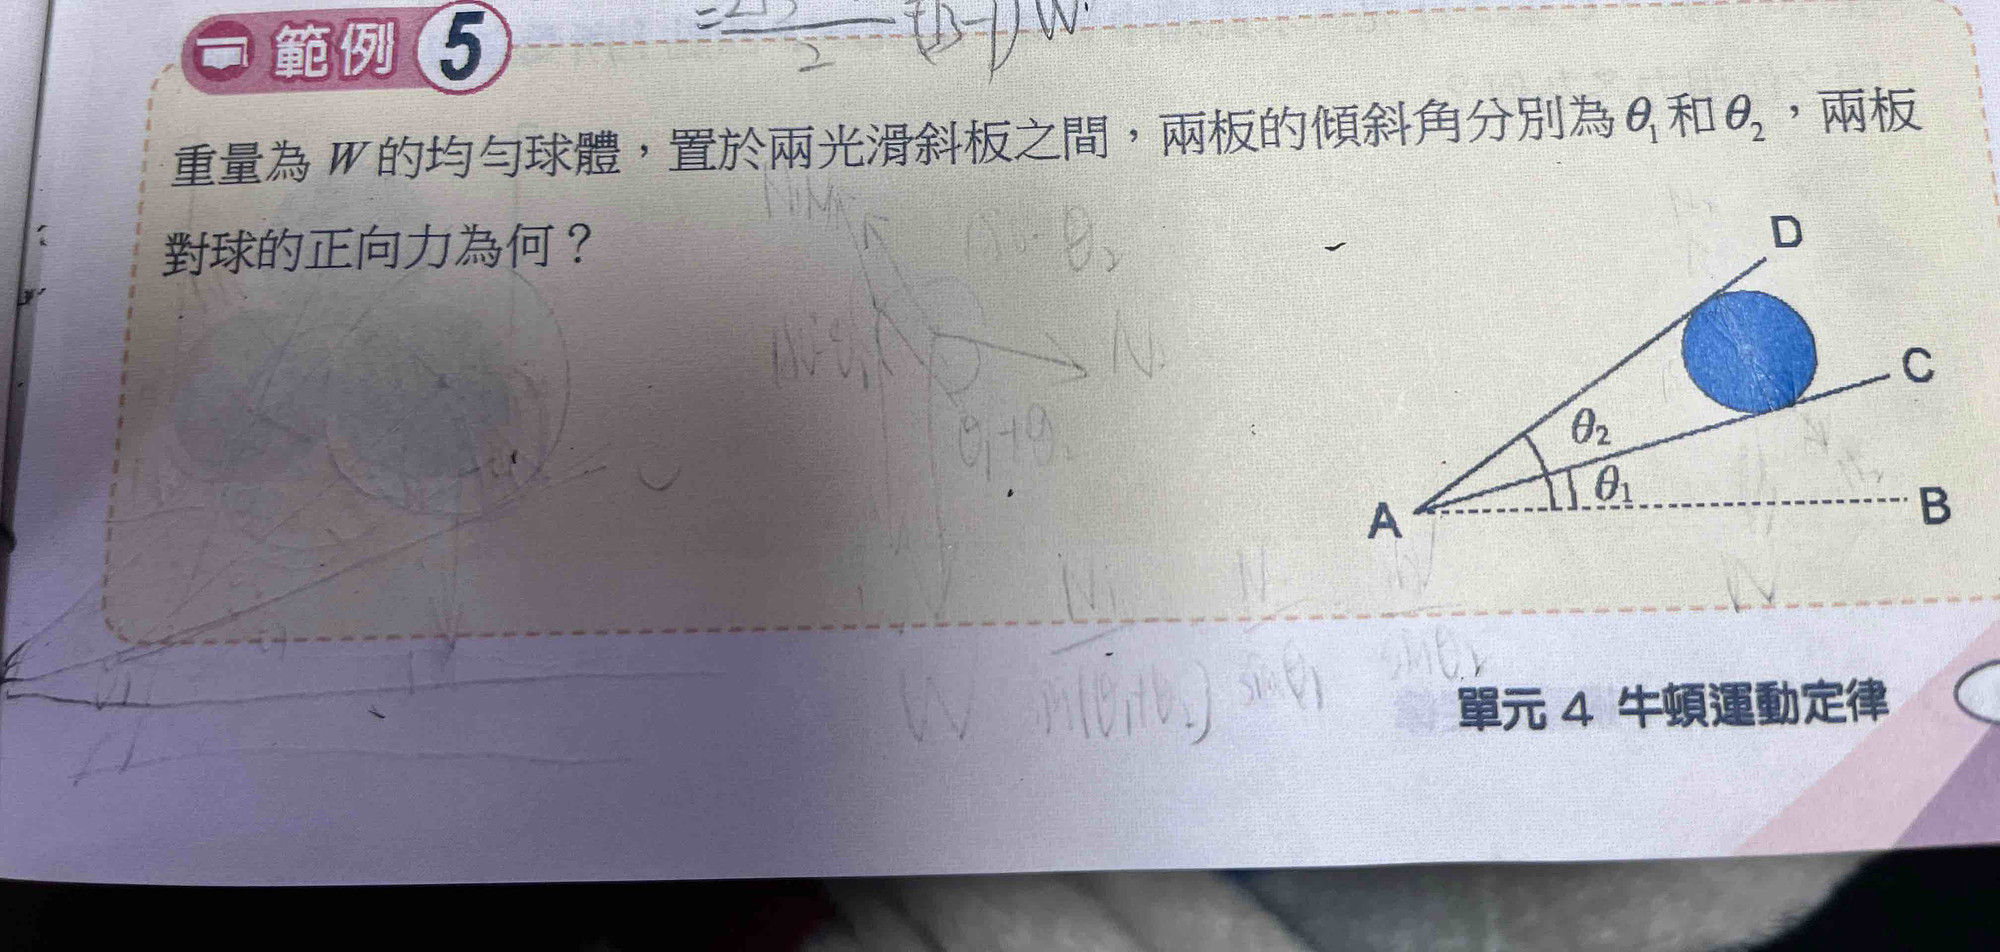 範例 5
重量為 W 的均勻球體，置於兩光滑斜板之間，兩板的傾斜角分別為 θ₁ 和 θ₂，兩板
對球的正向力為何？
D
C
θ₂
θ₁
A
B
單元 4 牛頓運動定律